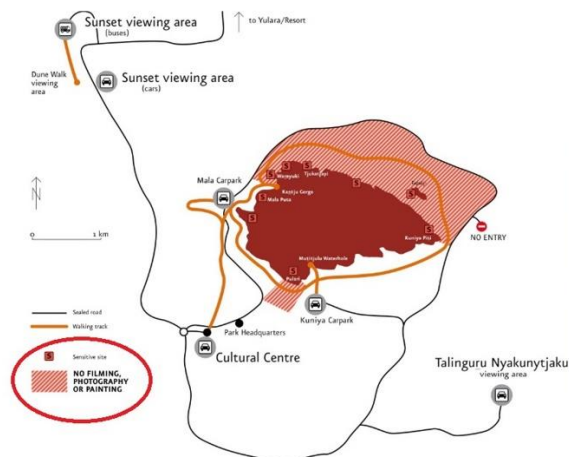 Sunset viewing area
(buses)
to Yulara/Resort
Dune Walk
viewing
area
Sunset viewing area
(cars)
N
Mala Carpark
S
S
Warayuki
S
Tjukatjapi
S
Kantju Gorge
S
Mala Puta
S
S
S
Kuniya Piti
NO ENTRY
0
1 km
Mutitjulu Waterhole
S
Pulari
Kuniya Carpark
Sealed road
Walking track
Park Headquarters
Cultural Centre
S
Sensitive site
NO FILMING,
PHOTOGRAPHY
OR PAINTING
Talinguru Nyakunytjaku
viewing area